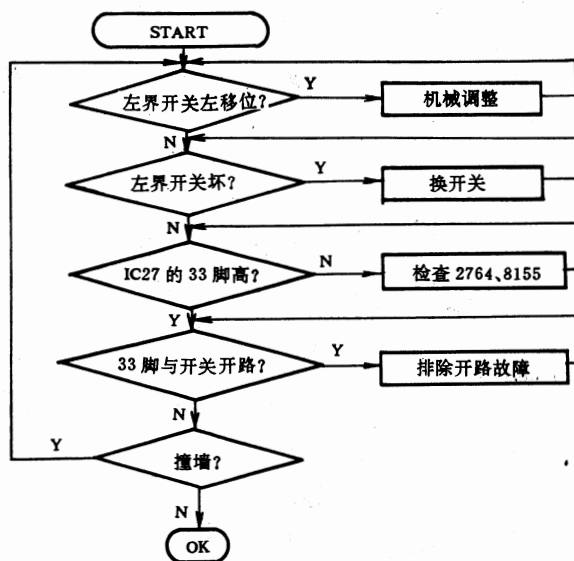 START
左界开关左移位?
Y
机械调整
N
左界开关坏?
Y
换开关
N
IC27 的 33 脚高?
N
检查 2764、8155
Y
33 脚与开关开路?
Y
排除开路故障
N
Y
撞墙?
N
OK